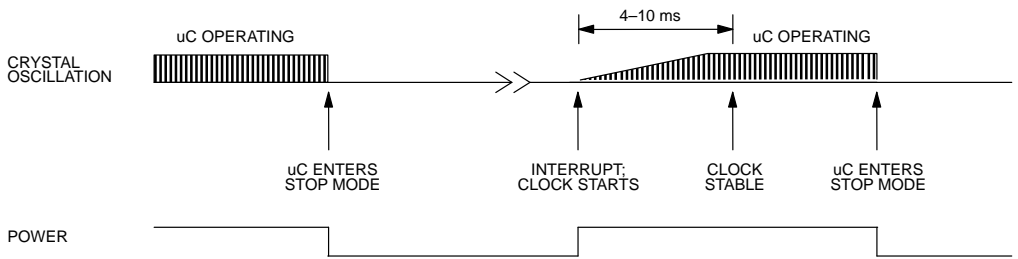 4–10 ms
uC OPERATING
uC OPERATING
CRYSTAL
OSCILLATION
uC ENTERS
STOP MODE
INTERRUPT;
CLOCK STARTS
CLOCK
STABLE
uC ENTERS
STOP MODE
POWER